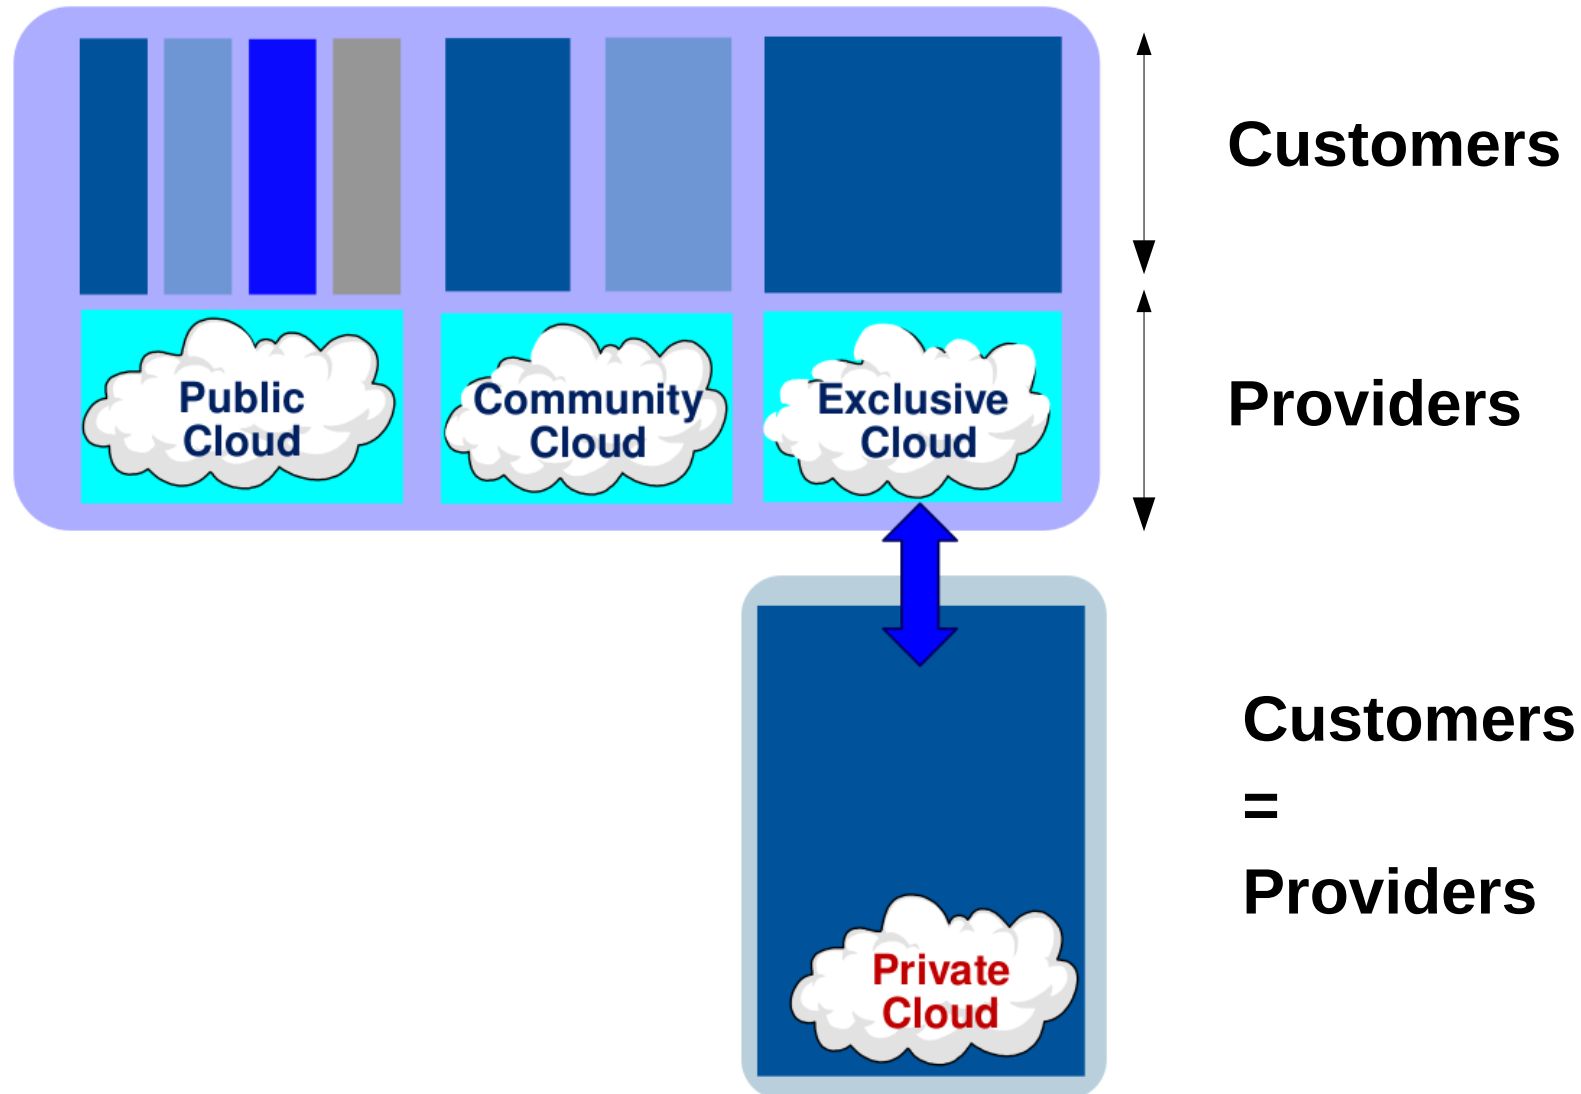 Customers
Public
Cloud
Community
Cloud
Exclusive
Cloud
Providers
Customers
=
Providers
Private
Cloud